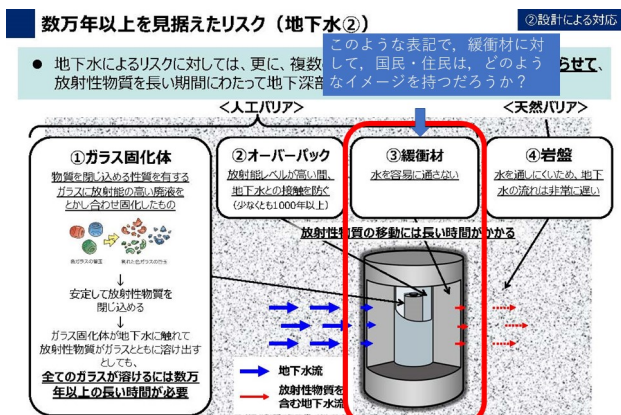 数万年以上を見据えたリスク（地下水②）
②設計による対応
● 地下水によるリスクに対しては、更に、複数
らせて、
放射性物質を長い期間にわたって地下深部
このような表記で，緩衝材に対
して，国民・住民は，どのよう
なイメージを持つだろうか？
＜人工バリア＞
＜天然バリア＞
①ガラス固化体
物質を閉じ込める性質を有する
ガラスに放射能の高い廃液を
とかし合わせ固化したもの
↓
安定して放射性物質を
閉じ込める
↓
ガラス固化体が地下水に触れて
放射性物質がガラスとともに溶け出す
としても、
全てのガラスが溶けるには数万
年以上の長い時間が必要
②オーバーパック
放射能レベルが高い間、
地下水との接触を防ぐ
（少なくとも1000年以上）
③緩衝材
水を容易に通さない
④岩盤
水を通しにくいため、地下
水の流れは非常に遅い
放射性物質の移動には長い時間がかかる
地下水流
放射性物質を
含む地下水流